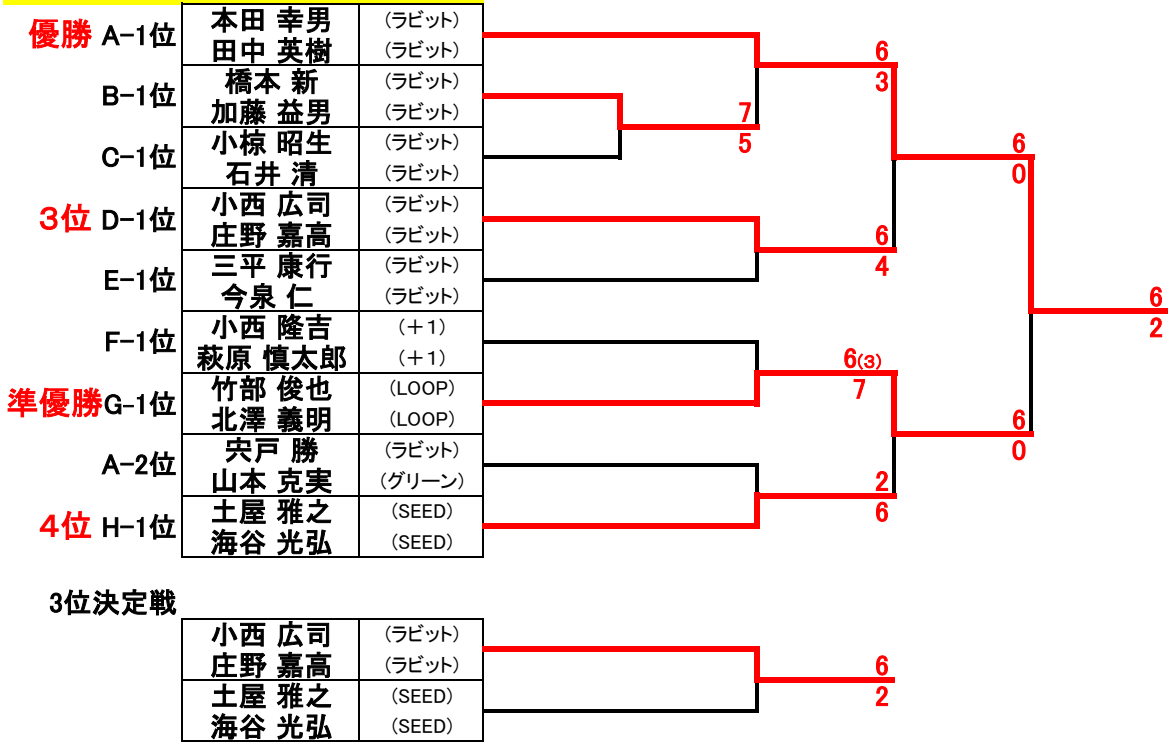 優勝 A-1位 本田 幸男 (ラビット)
田中 英樹 (ラビット)
B-1位 橋本 新 (ラビット)
加藤 益男 (ラビット)
C-1位 小椋 昭生 (ラビット)
石井 清 (ラビット)
3位 D-1位 小西 広司 (ラビット)
庄野 嘉高 (ラビット)
E-1位 三平 康行 (ラビット)
今泉 仁 (ラビット)
F-1位 小西 隆吉 (+1)
萩原 慎太郎 (+1)
準優勝 G-1位 竹部 俊也 (LOOP)
北澤 義明 (LOOP)
A-2位 宍戸 勝 (ラビット)
山本 克実 (グリーン)
4位 H-1位 土屋 雅之 (SEED)
海谷 光弘 (SEED)
7
5
6
3
6
4
6(3)
7
2
6
6
0
6
0
6
2
3位決定戦
小西 広司 (ラビット)
庄野 嘉高 (ラビット)
土屋 雅之 (SEED)
海谷 光弘 (SEED)
6
2